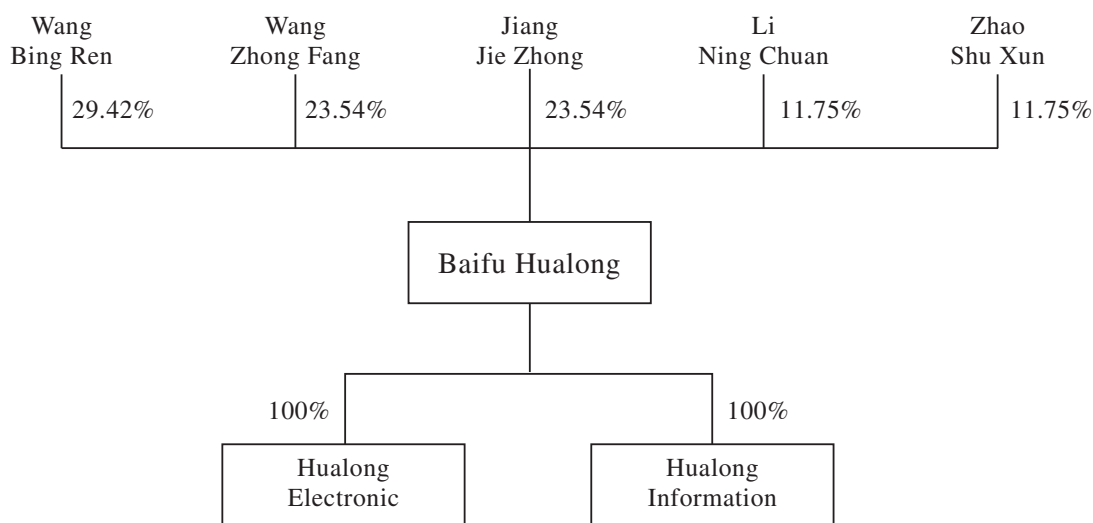 Wang
Bing Ren
Wang
Zhong Fang
Jiang
Jie Zhong
Li
Ning Chuan
Zhao
Shu Xun
29.42%
23.54%
23.54%
11.75%
11.75%
Baifu Hualong
100%
100%
Hualong
Electronic
Hualong
Information